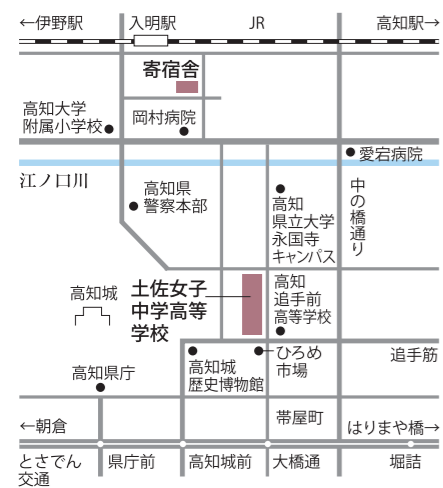 ←伊野駅
入明駅
JR
高知駅→
寄宿舎
高知大学
附属小学校
岡村病院
愛宕病院
江ノ口川
高知県
警察本部
高知
県立大学
永国寺
キャンパス
中の橋通り
高知城
土佐女子
中学高等
学校
高知
追手前
高等学校
高知城
歴史博物館
ひろめ
市場
追手筋
高知県庁
帯屋町
←朝倉
はりまや橋→
とさでん
交通
県庁前
高知城前
大橋通
堀詰